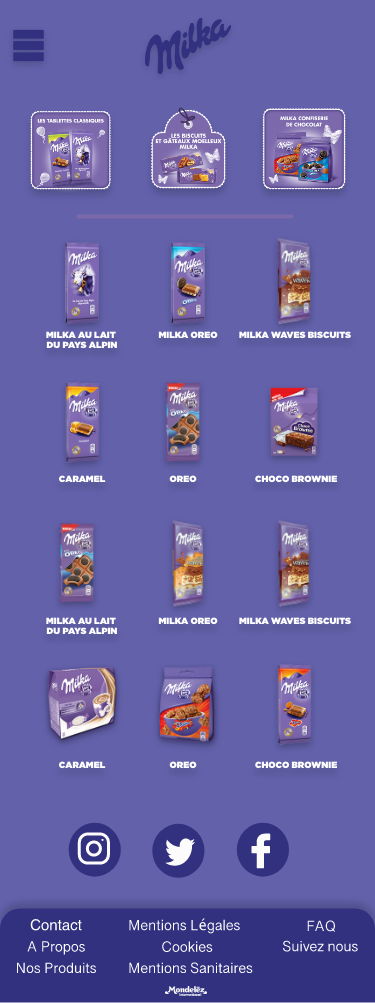 Milka
LES TABLETTES CLASSIQUES
LES BISCUITS
ET GÂTEAUX MOELLEUX
MILKA
MILKA CONFISERIE
DE CHOCOLAT
MILKA AU LAIT
DU PAYS ALPIN
MILKA OREO
MILKA WAVES BISCUITS
CARAMEL
OREO
CHOCO BROWNIE
MILKA AU LAIT
DU PAYS ALPIN
MILKA OREO
MILKA WAVES BISCUITS
CARAMEL
OREO
CHOCO BROWNIE
Contact
Mentions Légales
FAQ
A Propos
Cookies
Suivez nous
Nos Produits
Mentions Sanitaires
Mondelēz
International